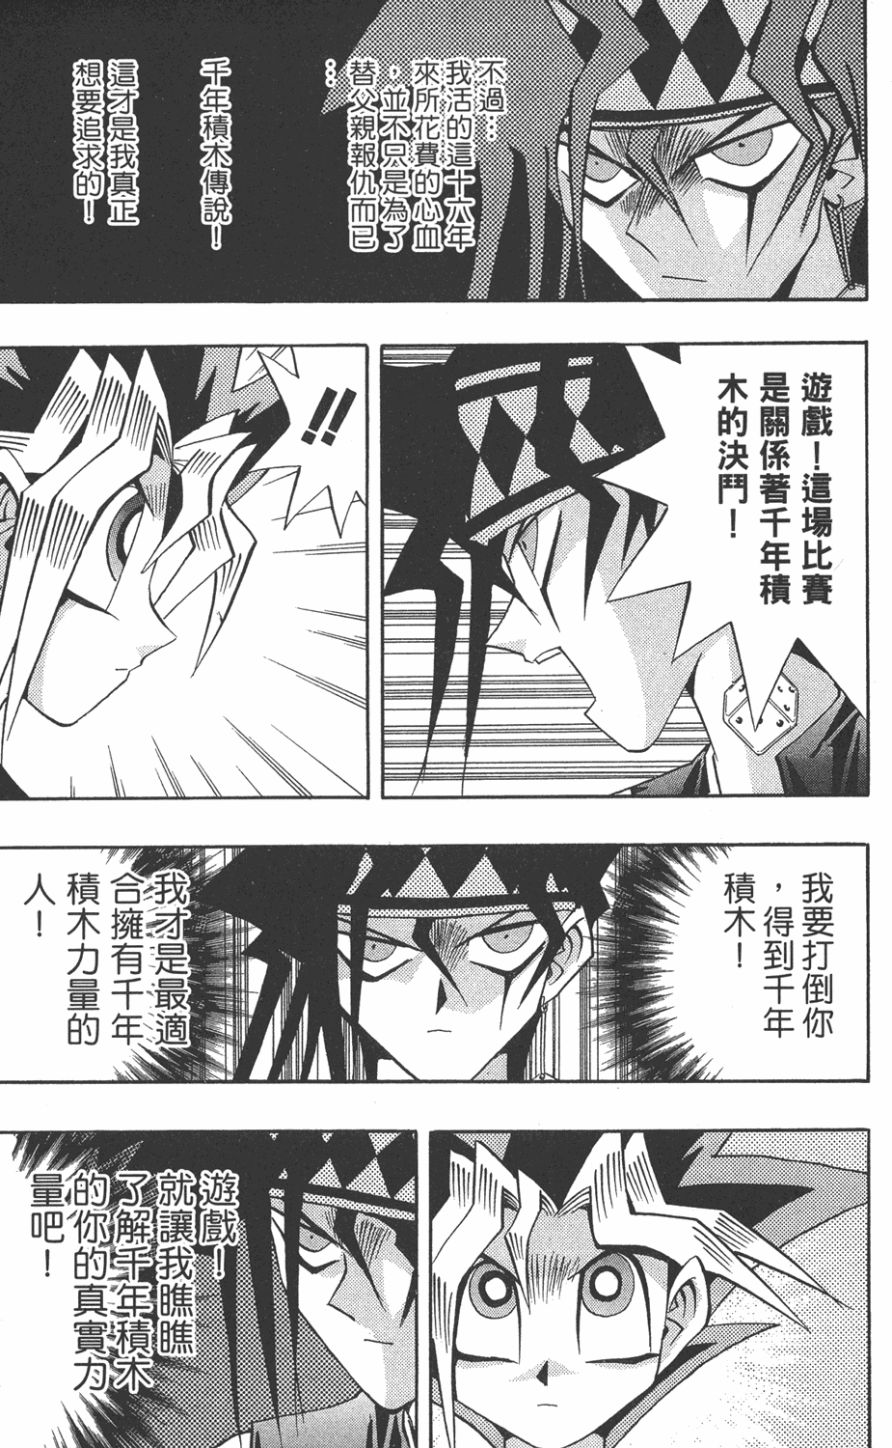 不過…
我活的這十六年
來所花費的心血
，並不只是為了
替父親報仇而已
…
千年積木傳說！
這才是我真正
想要追求的！
遊戲！這場比賽
是關係著千年積
木的決鬥！
!!
我要打倒你
，得到千年
積木！
我才是最適
合擁有千年
積木力量的
人！
遊戲！
就讓我瞧瞧
了解千年積木
的你的真實力
量吧！